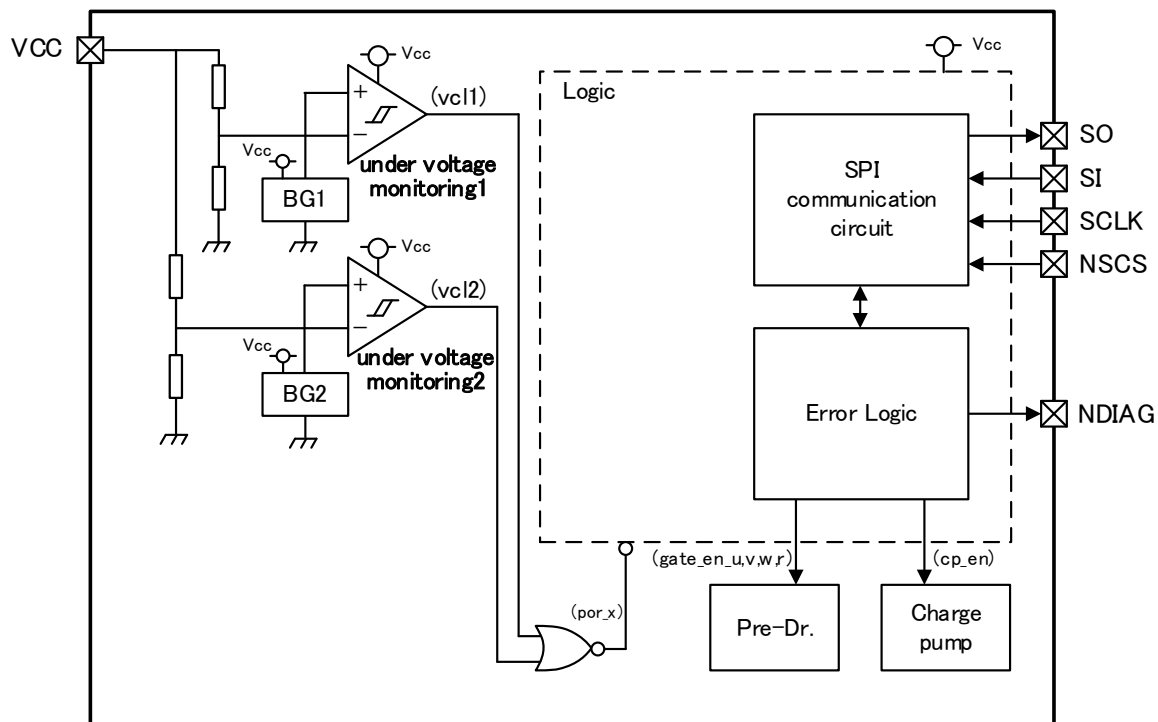 VCC
Vcc
(vcl1)
+
−
under voltage
monitoring1
Vcc
BG1
Vcc
(vcl2)
+
−
under voltage
monitoring2
Vcc
BG2
(por_x)
Vcc
Logic
SPI
communication
circuit
SO
SI
SCLK
NSCS
Error Logic
NDIAG
(gate_en_u,v,w,r)
(cp_en)
Pre-Dr.
Charge
pump